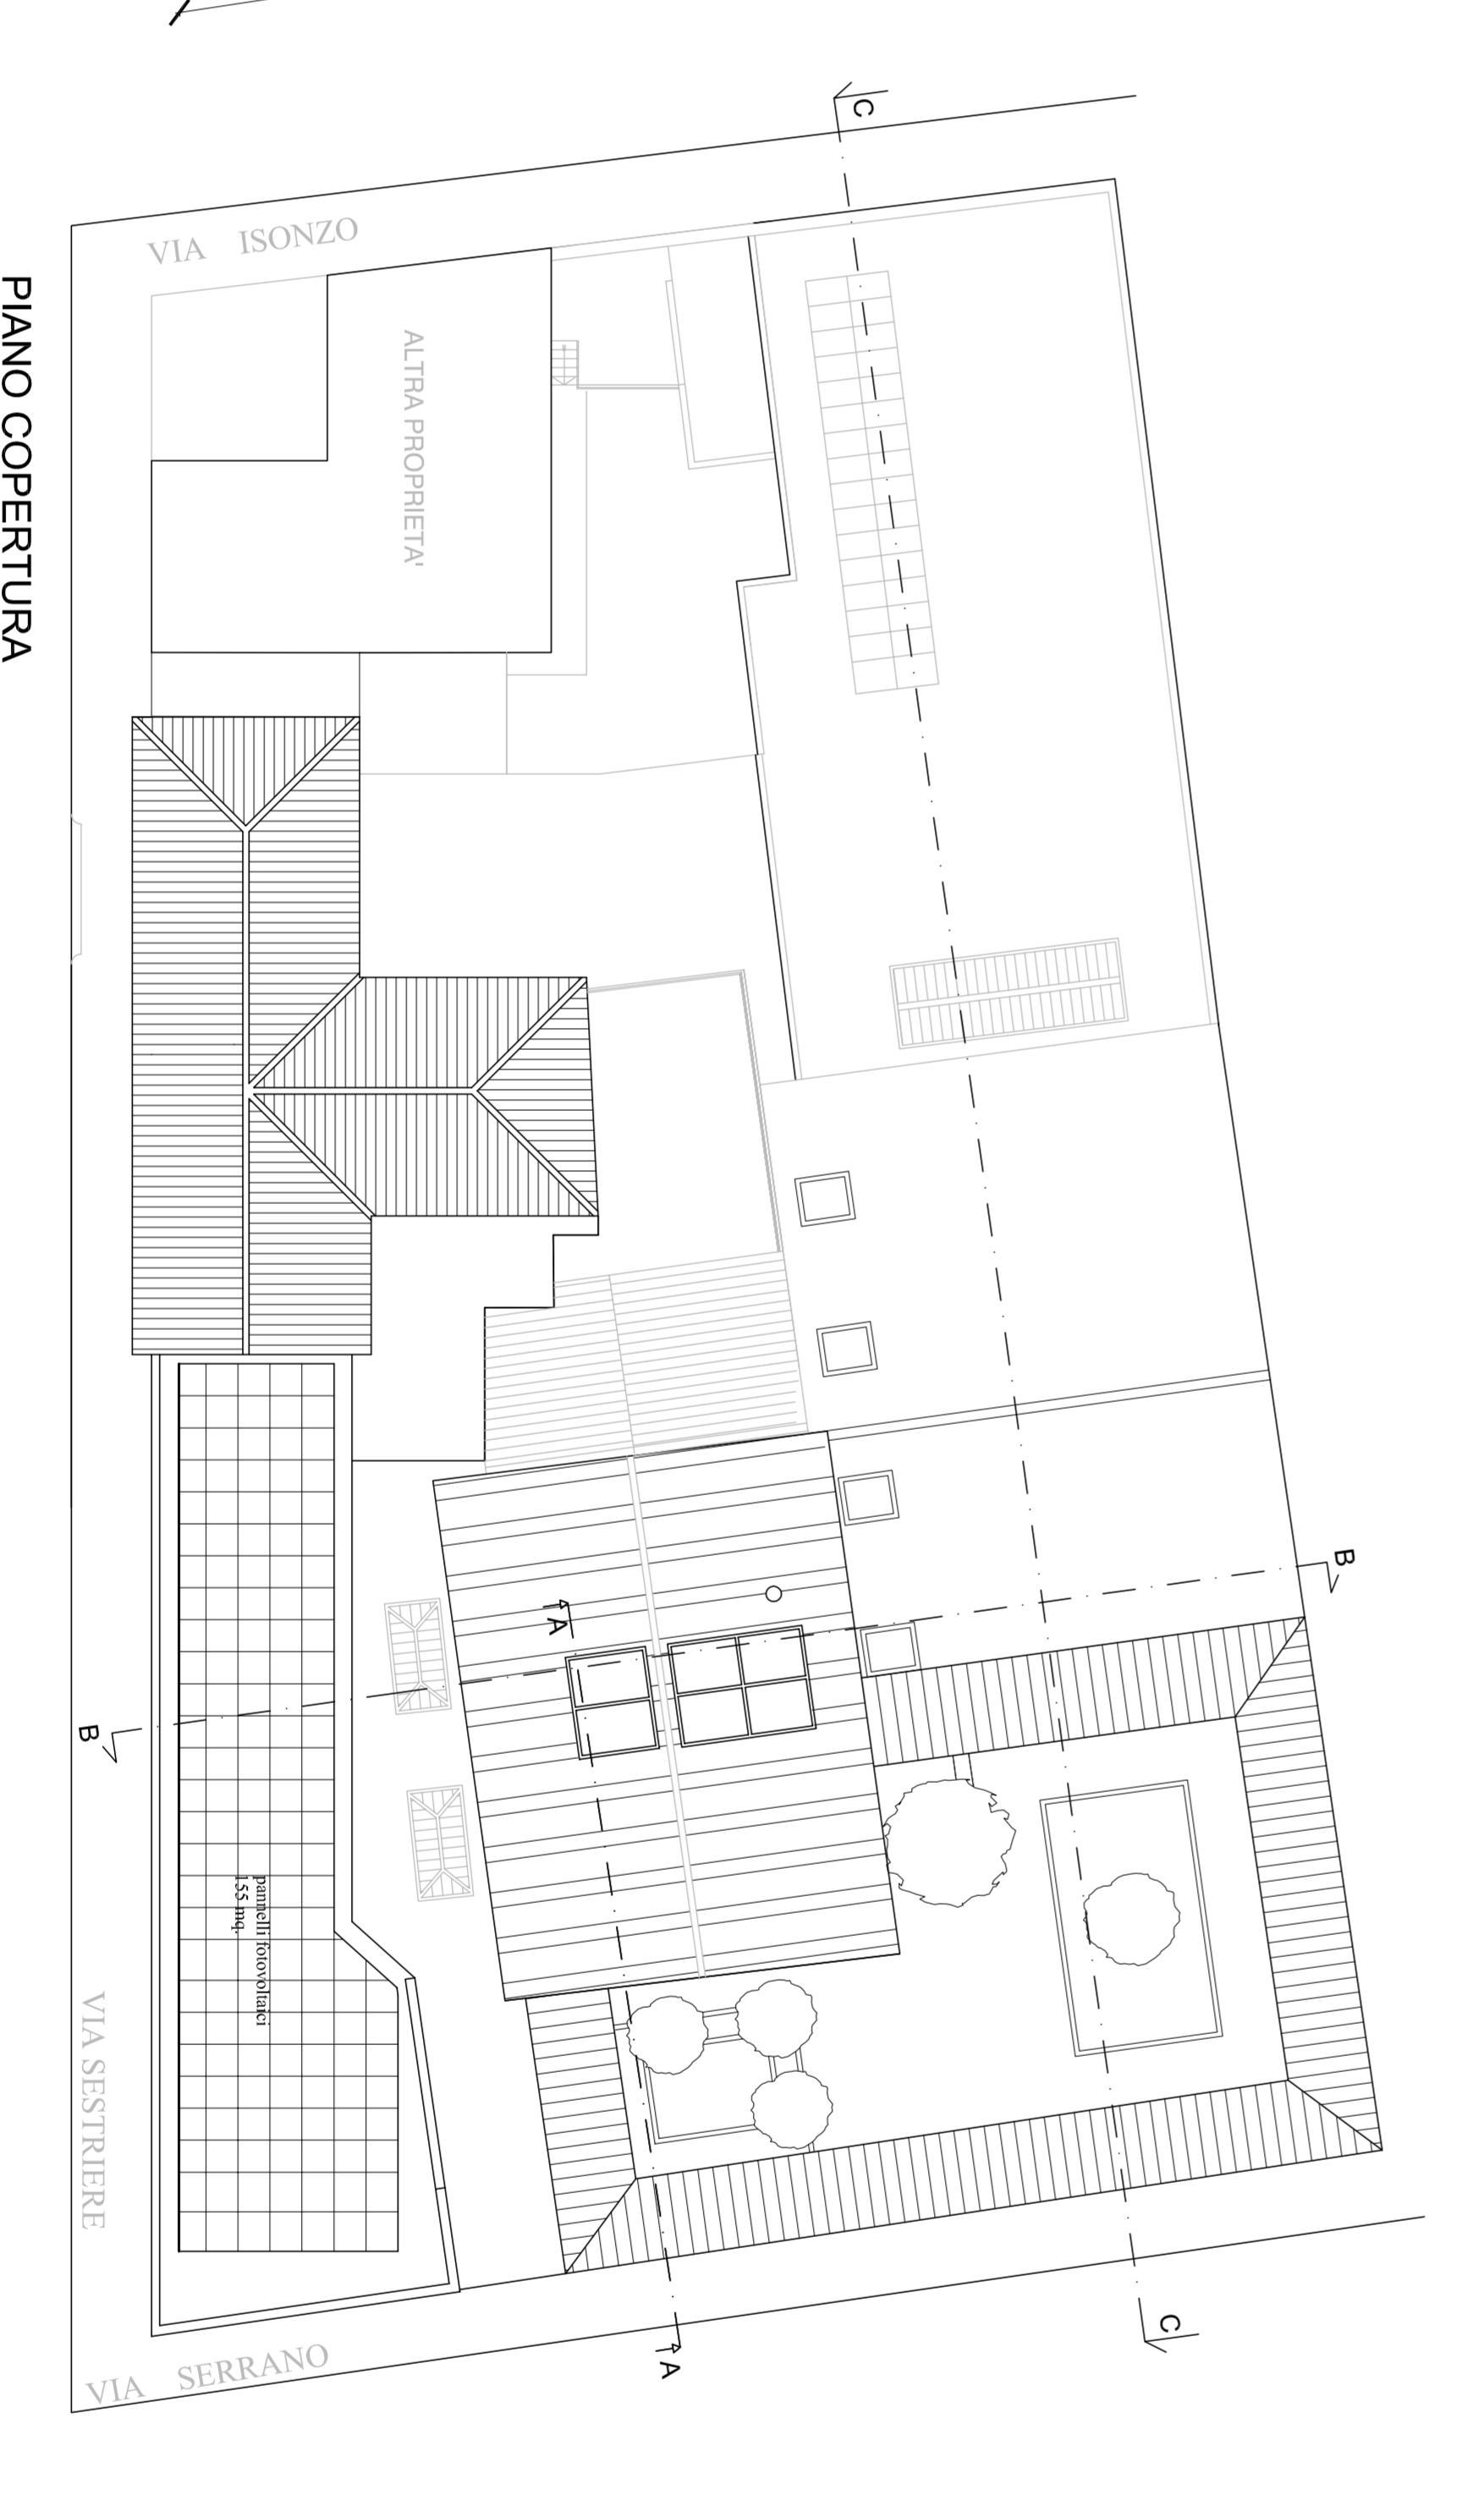 C
VIA ISONZO
PIANO COPERTURA
ALTRA PROPRIETA'
B
A
B
pannelli fotovoltaici
155 mq.
VIA SESTRIERE
C
A
VIA SERRANO